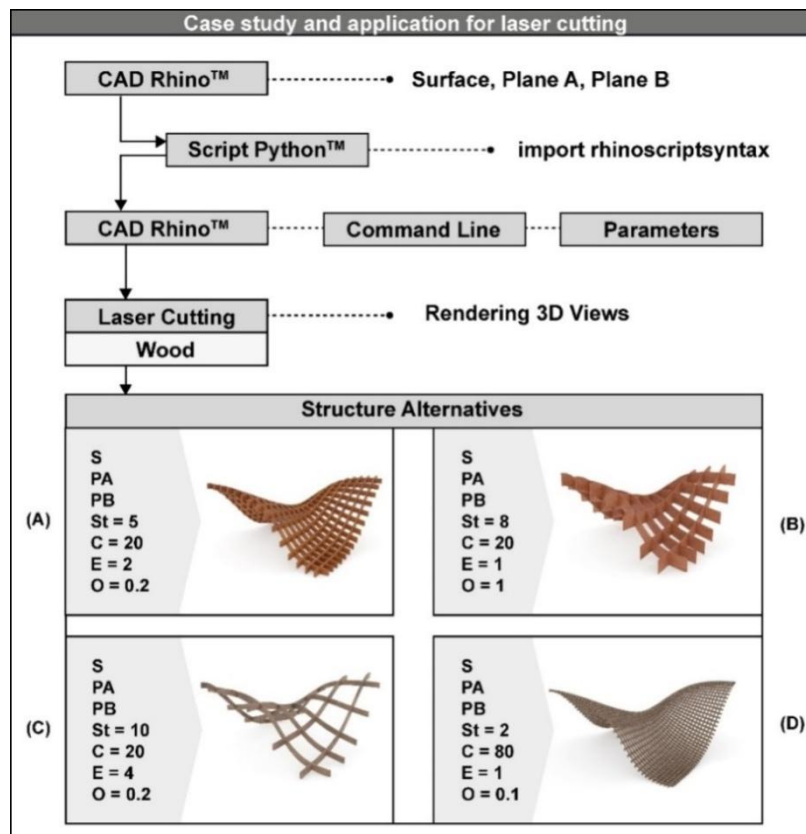 Case study and application for laser cutting
CAD Rhino™
Surface, Plane A, Plane B
Script Python™
import rhinoscriptsyntax
CAD Rhino™
Command Line
Parameters
Laser Cutting
Rendering 3D Views
Wood
Structure Alternatives
(A)
S
PA
PB
St = 5
C = 20
E = 2
O = 0.2
(B)
S
PA
PB
St = 8
C = 20
E = 1
O = 1
(C)
S
PA
PB
St = 10
C = 20
E = 4
O = 0.2
(D)
S
PA
PB
St = 2
C = 80
E = 1
O = 0.1